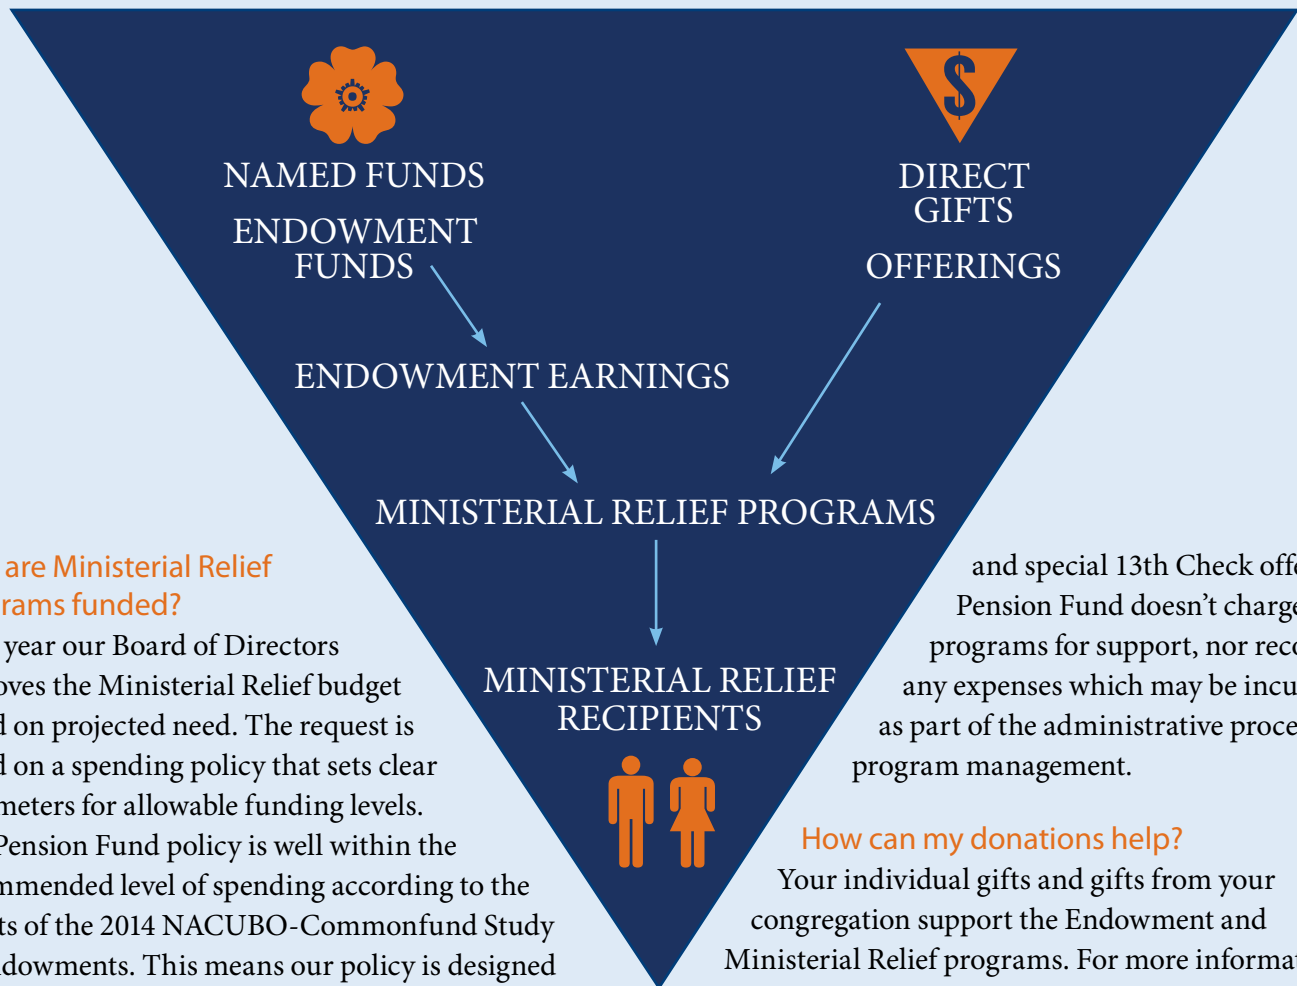 $
NAMED FUNDS
ENDOWMENT
FUNDS
DIRECT
GIFTS
OFFERINGS
ENDOWMENT EARNINGS
MINISTERIAL RELIEF PROGRAMS
MINISTERIAL RELIEF
RECIPIENTS
are Ministerial Relief
rams funded?
year our Board of Directors
oves the Ministerial Relief budget
d on projected need. The request is
d on a spending policy that sets clear
meters for allowable funding levels.
Pension Fund policy is well within the
mmended level of spending according to the
ts of the 2014 NACUBO-Commonfund Study
ndowments. This means our policy is designed
and special 13th Check offe
Pension Fund doesn't charge
programs for support, nor reco
any expenses which may be incu
as part of the administrative proce
program management.
How can my donations help?
Your individual gifts and gifts from your
congregation support the Endowment and
Ministerial Relief programs. For more informat